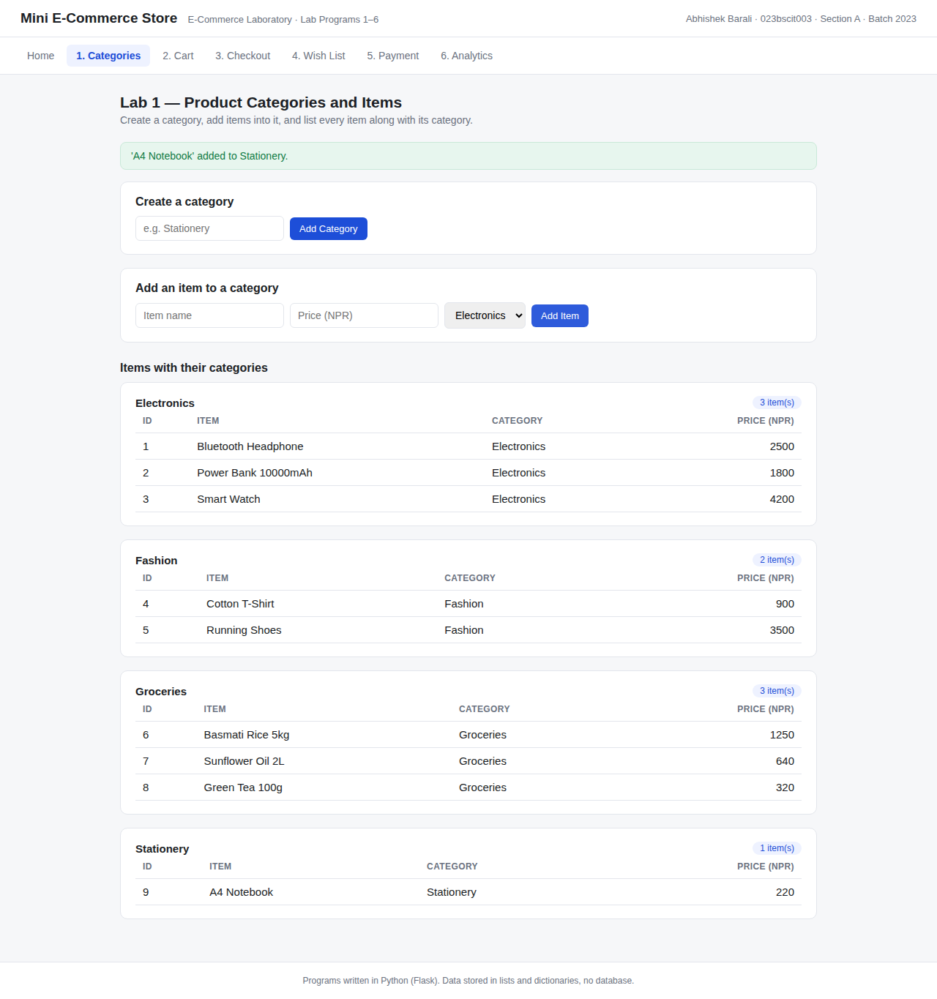 Mini E-Commerce Store E-Commerce Laboratory · Lab Programs 1–6 Abhishek Barali · 023bscit003 · Section A · Batch 2023
Home 1. Categories 2. Cart 3. Checkout 4. Wish List 5. Payment 6. Analytics
Lab 1 — Product Categories and Items
Create a category, add items into it, and list every item along with its category.
'A4 Notebook' added to Stationery.
Create a category
e.g. Stationery Add Category
Add an item to a category
Item name Price (NPR) Electronics Add Item
Items with their categories
Electronics 3 item(s)
ID ITEM CATEGORY PRICE (NPR)
1 Bluetooth Headphone Electronics 2500
2 Power Bank 10000mAh Electronics 1800
3 Smart Watch Electronics 4200
Fashion 2 item(s)
ID ITEM CATEGORY PRICE (NPR)
4 Cotton T-Shirt Fashion 900
5 Running Shoes Fashion 3500
Groceries 3 item(s)
ID ITEM CATEGORY PRICE (NPR)
6 Basmati Rice 5kg Groceries 1250
7 Sunflower Oil 2L Groceries 640
8 Green Tea 100g Groceries 320
Stationery 1 item(s)
ID ITEM CATEGORY PRICE (NPR)
9 A4 Notebook Stationery 220
Programs written in Python (Flask). Data stored in lists and dictionaries, no database.